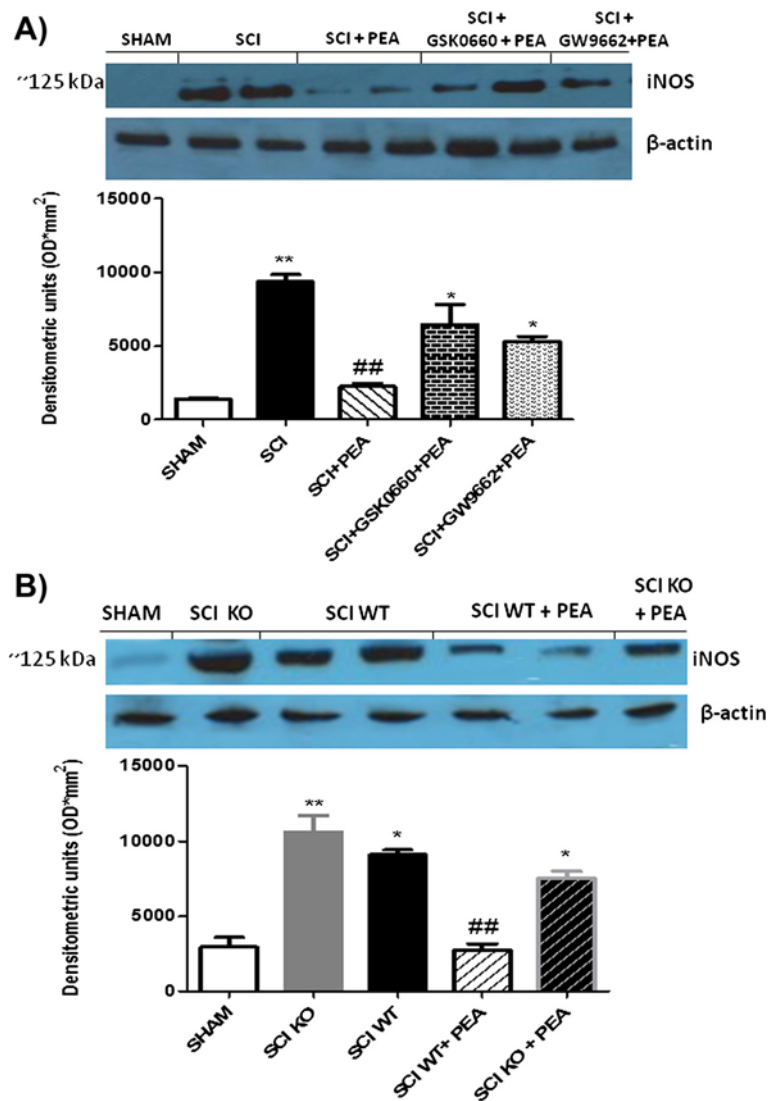 A)
SHAM SCI SCI + PEA SCI + GSK0660 + PEA SCI + GW9662+PEA
~125 kDa iNOS
β-actin
Densitometric units (OD*mm²)
15000
10000
5000
0
** ## * *
SHAM
SCI
SCI+PEA
SCI+GSK0660+PEA
SCI+GW9662+PEA
B)
SHAM SCI KO SCI WT SCI WT + PEA SCI KO + PEA
~125 kDa iNOS
β-actin
Densitometric units (OD*mm²)
15000
10000
5000
0
** * ## *
SHAM
SCI KO
SCI WT
SCI WT+ PEA
SCI KO + PEA